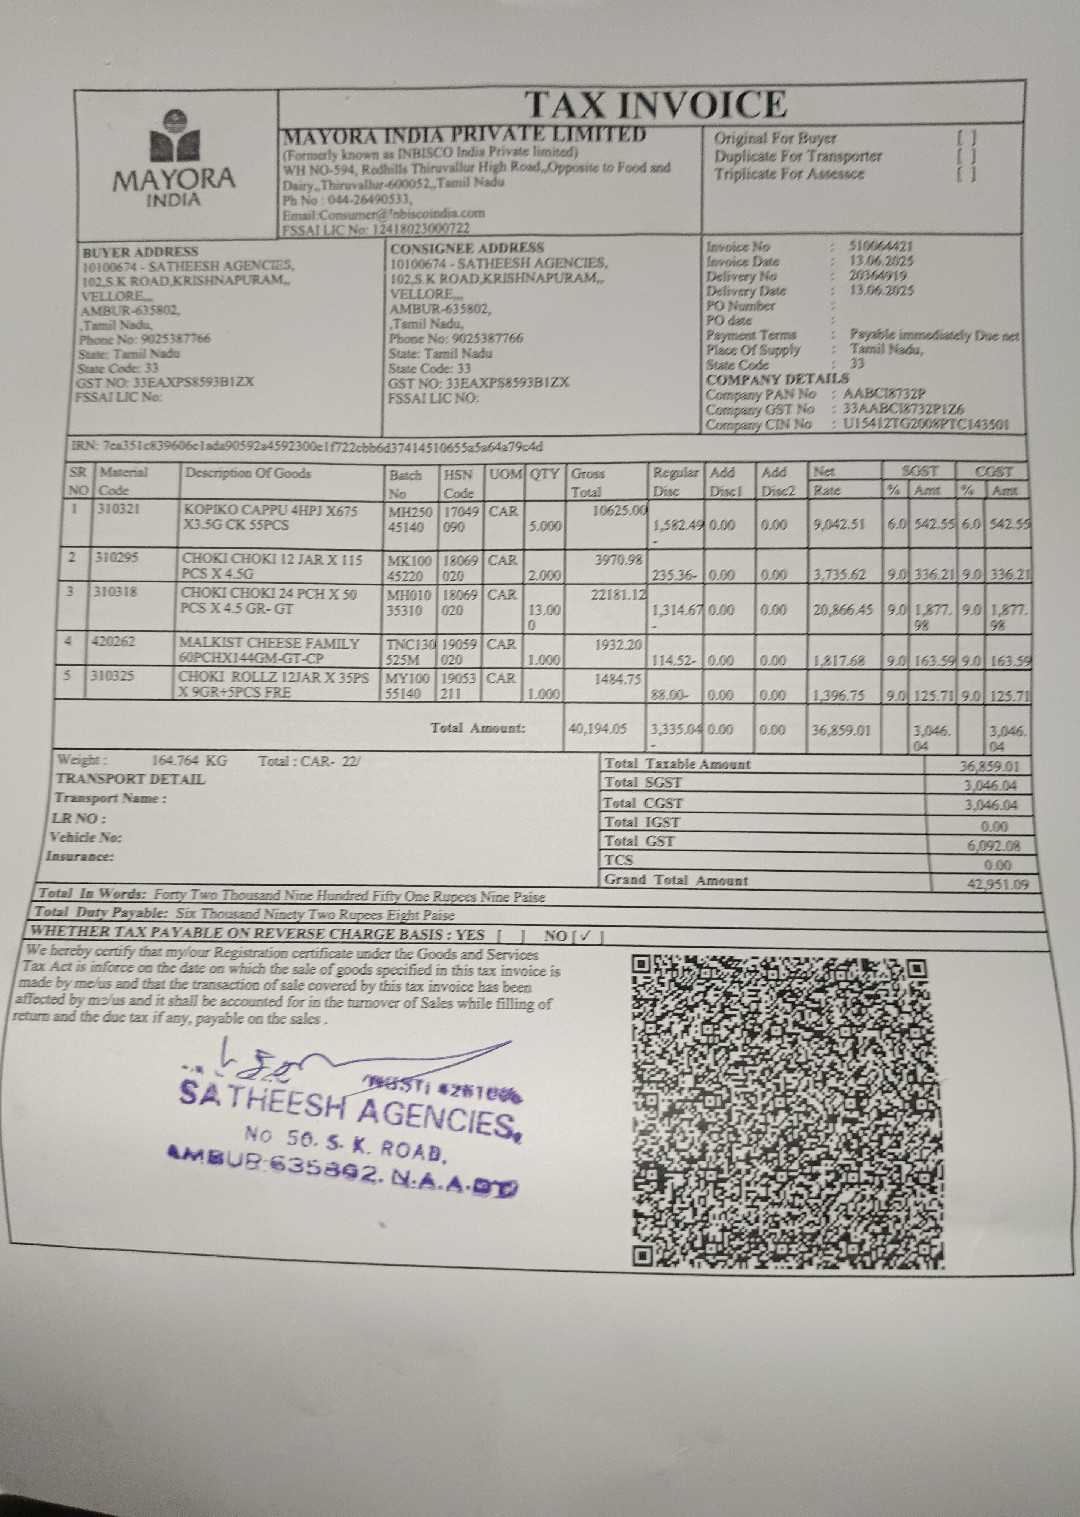 TAX INVOICE
MAYORA
INDIA
MAYORA INDIA PRIVATE LIMITED
(Formerly known as INBISCO India Private limited)
WH NO-594, Redhills Thiruvallur High Road,,Opposite to Food and
Dairy,,Thiruvallur-600052,,Tamil Nadu
Ph No : 044-26490533,
Email:Consumer@Inbiscoindia.com
FSSAI LIC No: 12418023000722
Original For Buyer [ ]
Duplicate For Transporter [ ]
Triplicate For Assessee [ ]
BUYER ADDRESS
10100674 - SATHEESH AGENCIES,
102,S.K ROAD,KRISHNAPURAM,,
VELLORE,,,
AMBUR-635802,
,Tamil Nadu,
Phone No: 9025387766
State: Tamil Nadu
State Code: 33
GST NO: 33EAXPS8593B1ZX
FSSAI LIC No:
CONSIGNEE ADDRESS
10100674 - SATHEESH AGENCIES,
102,S.K ROAD,KRISHNAPURAM,,
VELLORE,,,
AMBUR-635802,
,Tamil Nadu,
Phone No: 9025387766
State: Tamil Nadu
State Code: 33
GST NO: 33EAXPS8593B1ZX
FSSAI LIC NO:
Invoice No : 510064421
Invoice Date : 13.06.2025
Delivery No : 20364919
Delivery Date : 13.06.2025
PO Number :
PO date :
Payment Terms : Payable immediately Due net
Place Of Supply : Tamil Nadu,
State Code : 33
COMPANY DETAILS
Company PAN No : AABCI8732P
Company GST No : 33AABCI8732P1Z6
Company CIN No : U15412TG2008PTC143501
IRN: 7ca351c839606c1ada90592a4592300e1f722cbb6d37414510655a5a64a79c4d
SR Material Description Of Goods Batch HSN UOM QTY Gross Regular Add Add Net SGST CGST
NO Code No Code Total Disc Disc1 Disc2 Rate % Amt % Amt
1 310321 KOPIKO CAPPU 4HPJ X675 MH250 17049 CAR 10625.00
X3.5G CK 55PCS 45140 090 5.000 1,582.49 0.00 0.00 9,042.51 6.0 542.55 6.0 542.55
-
2 310295 CHOKI CHOKI 12 JAR X 115 MK100 18069 CAR 3970.98
PCS X 4.5G 45220 020 2.000 235.36- 0.00 0.00 3,735.62 9.0 336.21 9.0 336.21
3 310318 CHOKI CHOKI 24 PCH X 50 MH010 18069 CAR 22181.12
PCS X 4.5 GR- GT 35310 020 13.00 1,314.67 0.00 0.00 20,866.45 9.0 1,877. 9.0 1,877.
0 - 98 98
4 420262 MALKIST CHEESE FAMILY TNC130 19059 CAR 1932.20
60PCHX144GM-GT-CP 525M 020 1.000 114.52- 0.00 0.00 1,817.68 9.0 163.59 9.0 163.59
5 310325 CHOKI ROLLZ 12JAR X 35PS MY100 19053 CAR 1484.75
X 9GR+5PCS FRE 55140 211 1.000 88.00- 0.00 0.00 1,396.75 9.0 125.71 9.0 125.71
Total Amount: 40,194.05 3,335.04 0.00 0.00 36,859.01 3,046. 3,046.
- 04 04
Weight : 164.764 KG Total : CAR- 22/
TRANSPORT DETAIL
Transport Name :
LR NO :
Vehicle No:
Insurance:
Total Taxable Amount 36,859.01
Total SGST 3,046.04
Total CGST 3,046.04
Total IGST 0.00
Total GST 6,092.08
TCS 0.00
Grand Total Amount 42,951.09
Total In Words: Forty Two Thousand Nine Hundred Fifty One Rupees Nine Paise
Total Duty Payable: Six Thousand Ninety Two Rupees Eight Paise
WHETHER TAX PAYABLE ON REVERSE CHARGE BASIS : YES [ ] NO [✓ ]
We hereby certify that my/our Registration certificate under the Goods and Services
Tax Act is inforce on the date on which the sale of goods specified in this tax invoice is
made by me/us and that the transaction of sale covered by this tax invoice has been
affected by me/us and it shall be accounted for in the turnover of Sales while filling of
return and the due tax if any, payable on the sales .
SATHEESH AGENCIES,
No 50. S. K. ROAD,
AMBUR-635802. N.A.A.DT